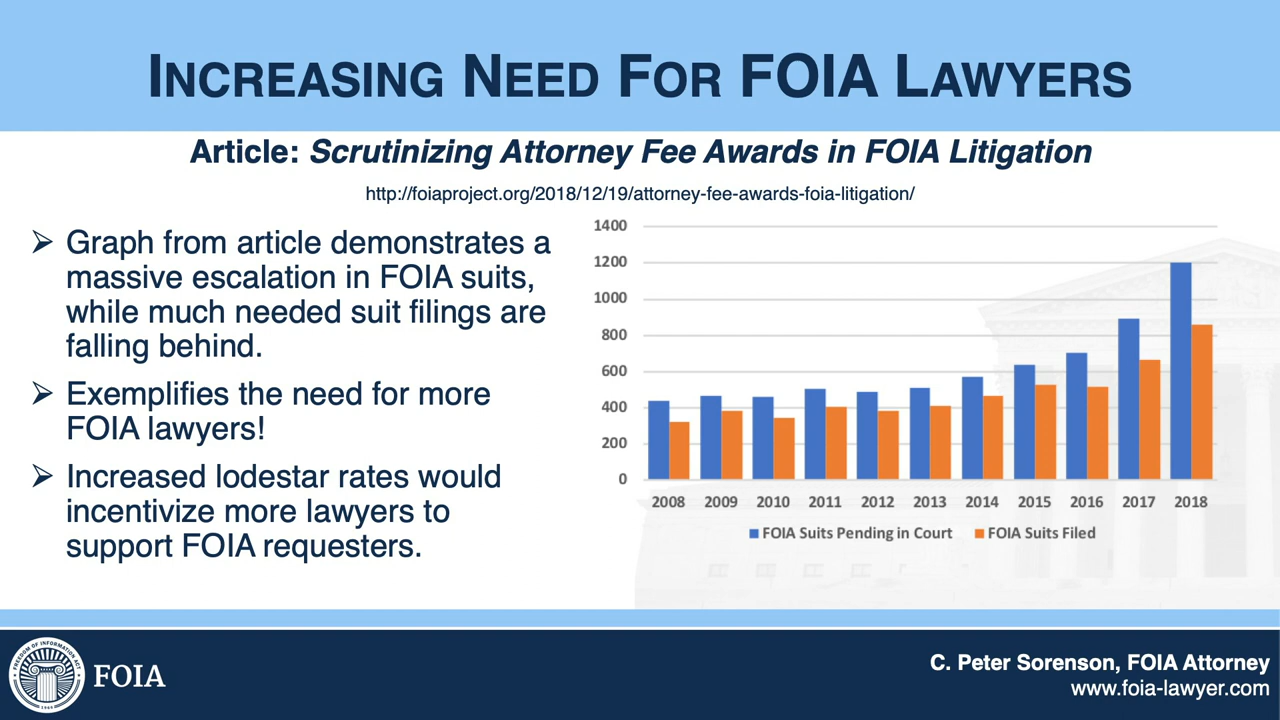 INCREASING NEED FOR FOIA LAWYERS
Article: Scrutinizing Attorney Fee Awards in FOIA Litigation
http://foiaproject.org/2018/12/19/attorney-fee-awards-foia-litigation/
➢ Graph from article demonstrates a
massive escalation in FOIA suits,
while much needed suit filings are
falling behind.
➢ Exemplifies the need for more
FOIA lawyers!
➢ Increased lodestar rates would
incentivize more lawyers to
support FOIA requesters.
1400
1200
1000
800
600
400
200
0
2008 2009 2010 2011 2012 2013 2014 2015 2016 2017 2018
FOIA Suits Pending in Court FOIA Suits Filed
FREEDOM OF INFORMATION ACT
1966
FOIA
C. Peter Sorenson, FOIA Attorney
www.foia-lawyer.com